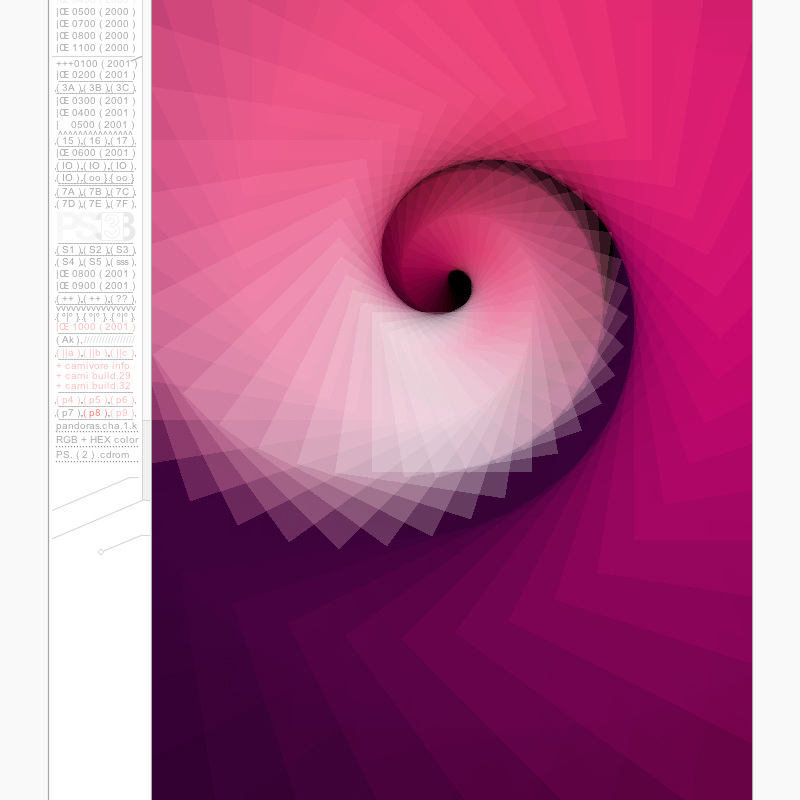 |Œ 0500 ( 2000 )
|Œ 0700 ( 2000 )
|Œ 0800 ( 2000 )
|Œ 1100 ( 2000 )
+++0100 ( 2001 )
|Œ 0200 ( 2001 )
.( 3A ),( 3B ),( 3C ),
|Œ 0300 ( 2001 )
|Œ 0400 ( 2001 )
| 0500 ( 2001 )
^^^^^^^^^^^^^^^
.( 15 ),( 16 ),( 17 ),
|Œ 0600 ( 2001 )
.( IO ),( IO ),( IO ),
.( IO ),{ oo },{ oo }
.( 7A ),( 7B ),( 7C ),
.( 7D ),( 7E ),( 7F ),
PS3
.( S1 ),( S2 ),( S3 ),
.( S4 ),( S5 ),( sss ),
|Œ 0800 ( 2001 )
|Œ 0900 ( 2001 )
.( ++ ),( ++ ),( ?? ),
vvvvvvvvvvvvvvvv
.{ º|º }.{ º|º }.{ º|º }.
|Œ 1000 ( 2001 )
( Ak ),/////////////////
.( ||a ),( ||b ),( ||c ),
+ carnivore info
+ carni build.29
+ carni build.32
.( p4 ),( p5 ),( p6 ),
.( p7 ),( p8 ),( p9 ),
pandoras.cha.1.k
RGB + HEX color
PS. ( 2 ) .cdrom